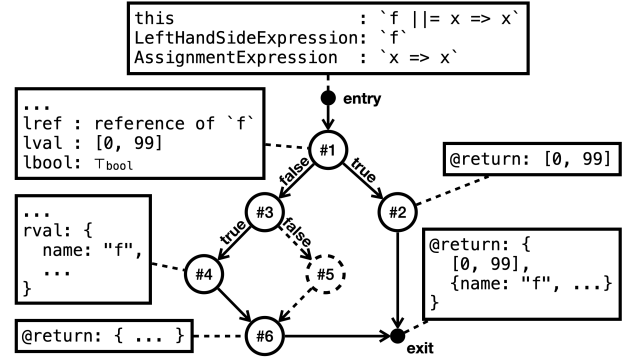 this                   : `f ||= x => x`
LeftHandSideExpression: `f`
AssignmentExpression  : `x => x`
entry
...
lref : reference of `f`
lval : [0, 99]
lbool: ⊤bool
#1
false
true
@return: [0, 99]
#3
#2
...
rval: {
name: "f",
...
}
true
false
@return: {
[0, 99],
{name: "f", ...}
}
#4
#5
@return: { ... }
#6
exit